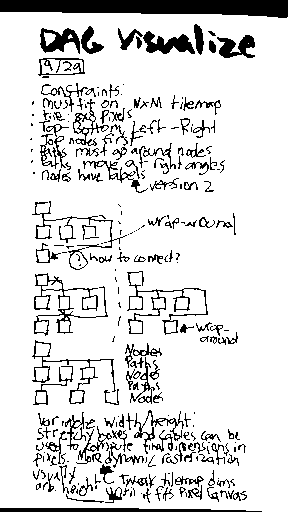 DAG Visualize
9/29
Constraints:
· must fit on NxM tilemap
· tile: 8x8 pixels
· Top-Bottom, Left-Right
· Top nodes first
· Paths must go around nodes
· Paths move at right angles
· nodes have labels
version 2
wrap-around
? how to connect?
wrap-around
Nodes
Paths
Nodes
Paths
Nodes
Variable width/height:
Stretchy boxes and cables can be
used to compute final dimensions in
pixels. More dynamic rasterization
usually
arb. height
tweak tilemap dims
until it fits pixel canvas